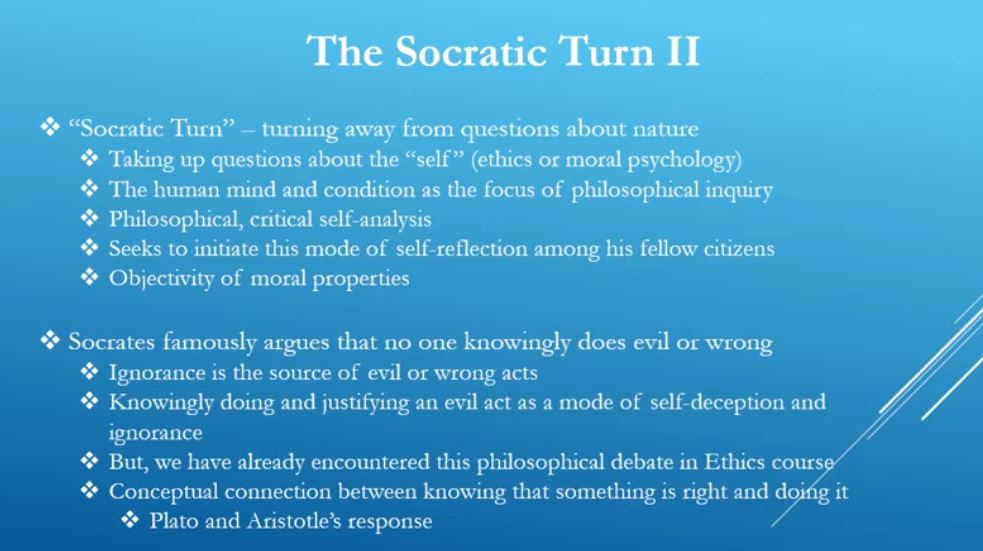 The Socratic Turn II
❖ “Socratic Turn” – turning away from questions about nature
❖ Taking up questions about the “self” (ethics or moral psychology)
❖ The human mind and condition as the focus of philosophical inquiry
❖ Philosophical, critical self-analysis
❖ Seeks to initiate this mode of self-reflection among his fellow citizens
❖ Objectivity of moral properties
❖ Socrates famously argues that no one knowingly does evil or wrong
❖ Ignorance is the source of evil or wrong acts
❖ Knowingly doing and justifying an evil act as a mode of self-deception and
ignorance
❖ But, we have already encountered this philosophical debate in Ethics course
❖ Conceptual connection between knowing that something is right and doing it
❖ Plato and Aristotle’s response